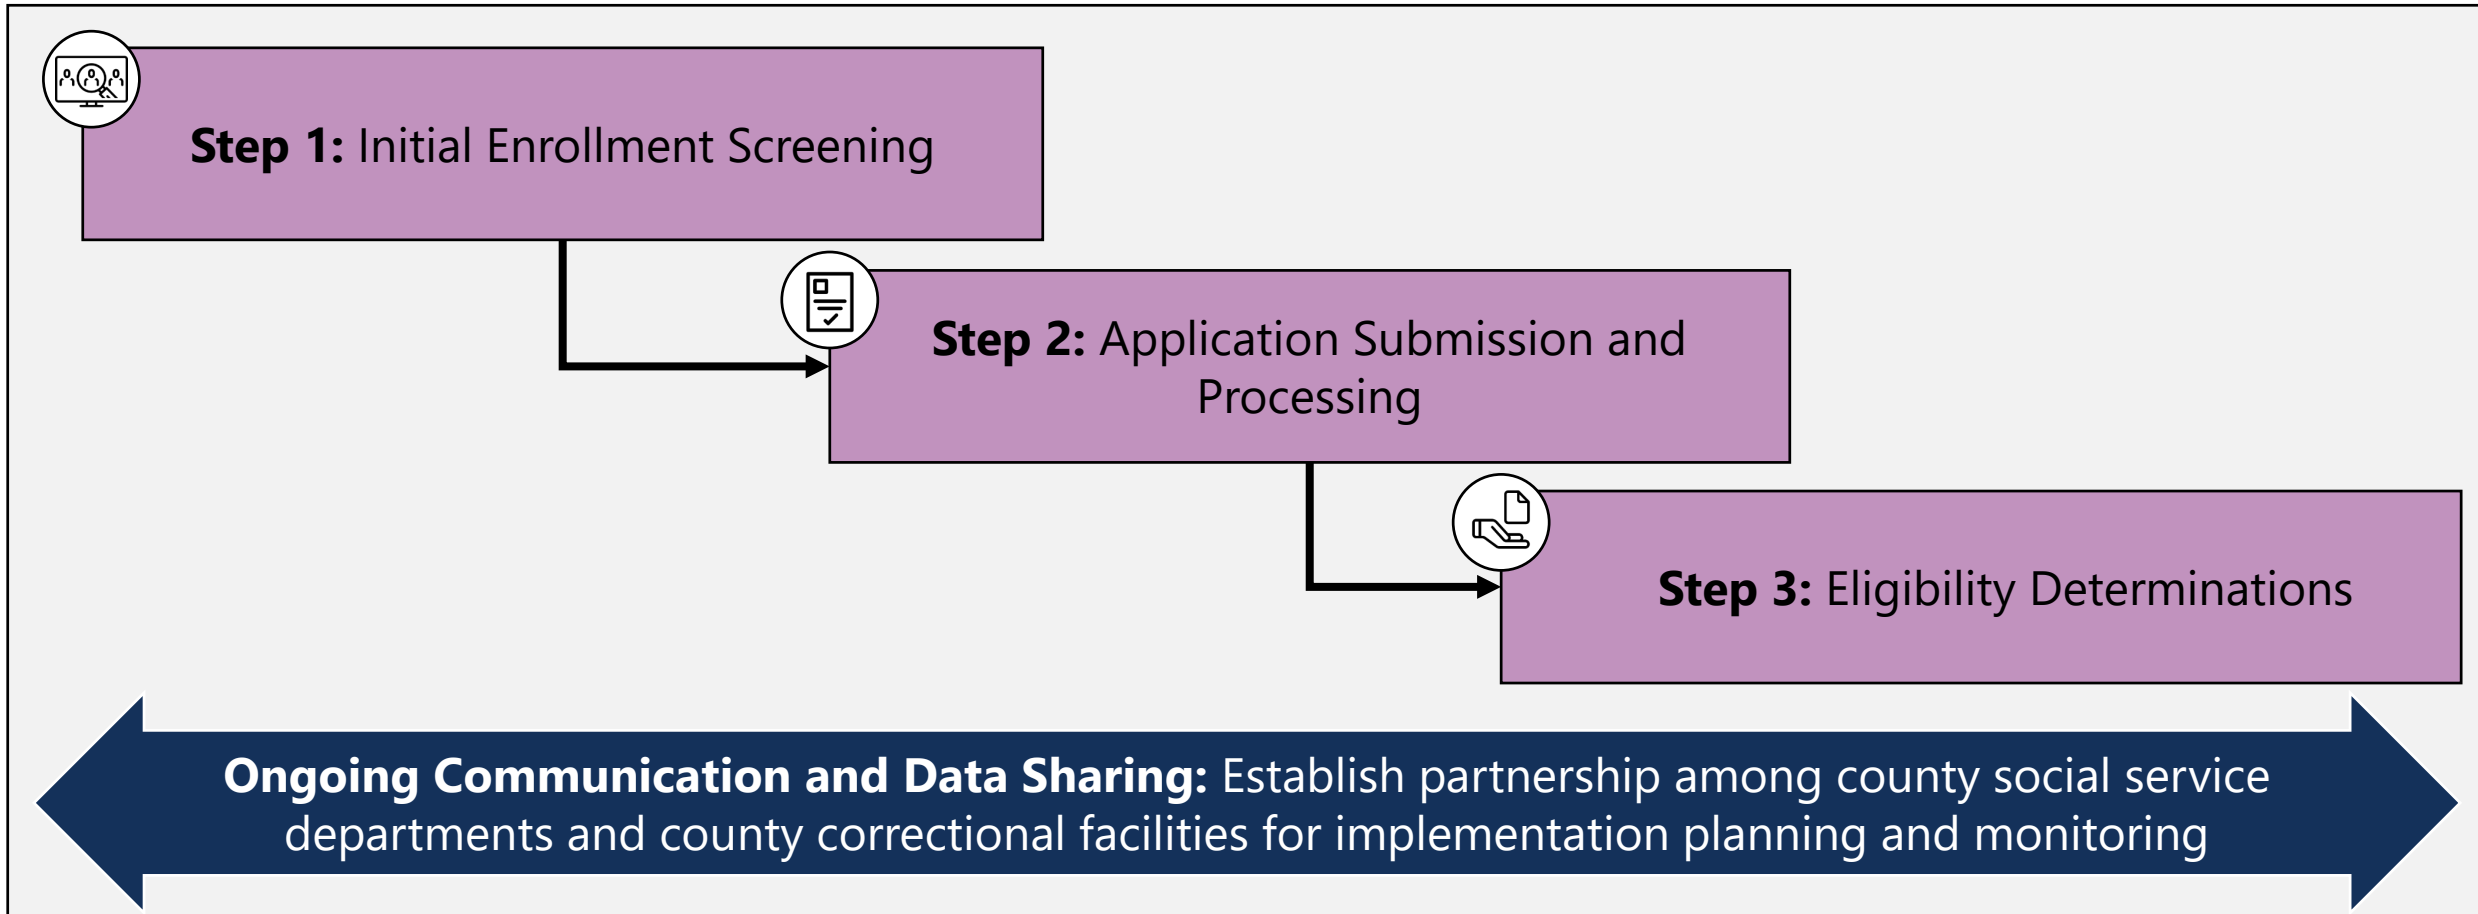 Step 1: Initial Enrollment Screening
Step 2: Application Submission and
Processing
Step 3: Eligibility Determinations
Ongoing Communication and Data Sharing: Establish partnership among county social service
departments and county correctional facilities for implementation planning and monitoring